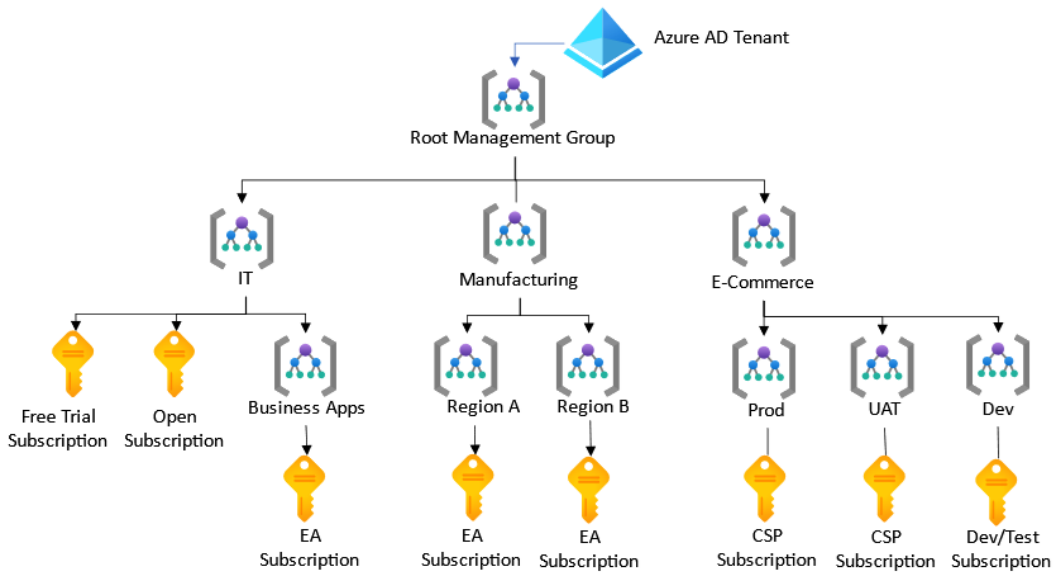 Azure AD Tenant
Root Management Group
IT
Manufacturing
E-Commerce
Free Trial
Subscription
Open
Subscription
Business Apps
Region A
Region B
Prod
UAT
Dev
EA
Subscription
EA
Subscription
EA
Subscription
CSP
Subscription
CSP
Subscription
Dev/Test
Subscription